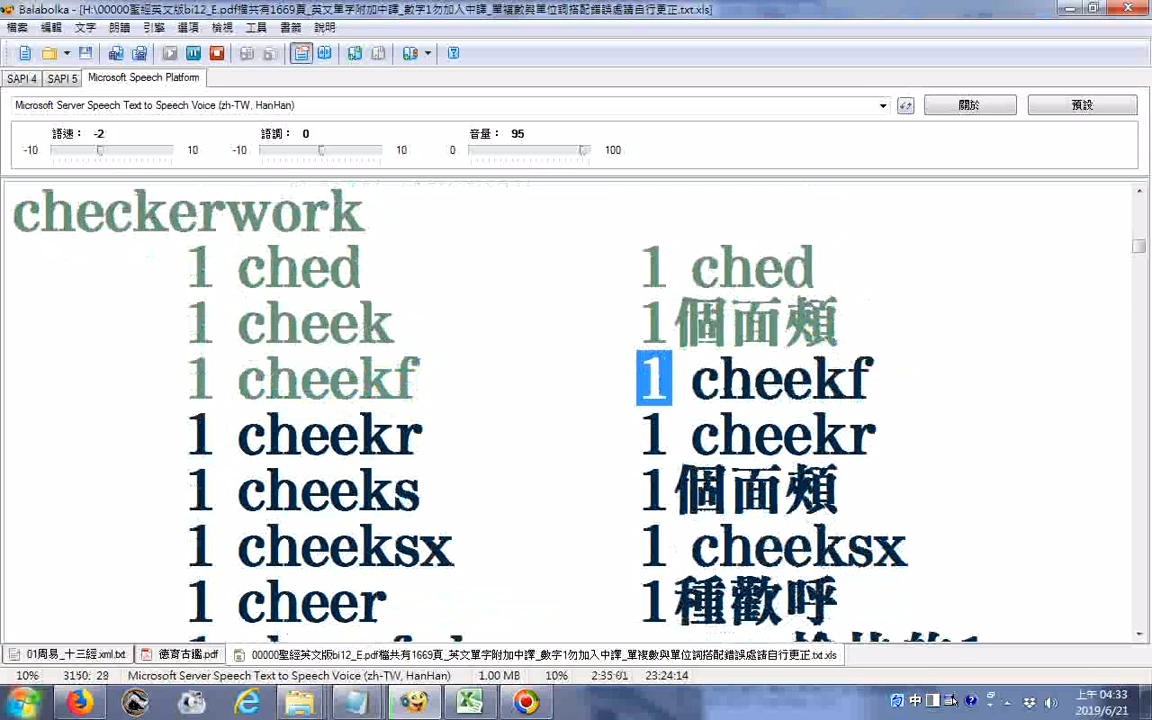 Balabolka - [H:\00000聖經英文版bi12_E.pdf檔共有1669頁_英文單字附加中譯_數字1勿加入中譯_單複數與單位詞搭配錯誤處請自行更正.txt.xls]
檔案 編輯 文字 朗讀 引擎 選項 檢視 工具 書籤 說明
SAPI 4 SAPI 5 Microsoft Speech Platform
Microsoft Server Speech Text to Speech Voice (zh-TW, HanHan) 關於 預設
語速： -2 語調： 0 音量： 95
-10 10 -10 10 0 100
checkerwork
1 ched 1 ched
1 cheek 1個面頰
1 cheekf 1 cheekf
1 cheekr 1 cheekr
1 cheeks 1個面頰
1 cheeksx 1 cheeksx
1 cheer 1種歡呼
01周易_十三經.xml.txt 德育古鑑.pdf 00000聖經英文版bi12_E.pdf檔共有1669頁_英文單字附加中譯_數字1勿加入中譯_單複數與單位詞搭配錯誤處請自行更正.txt.xls
10% 3150: 28 Microsoft Server Speech Text to Speech Voice (zh-TW, HanHan) 1.00 MB 10% 2:35:01 23:24:14
中 上午 04:33
2019/6/21